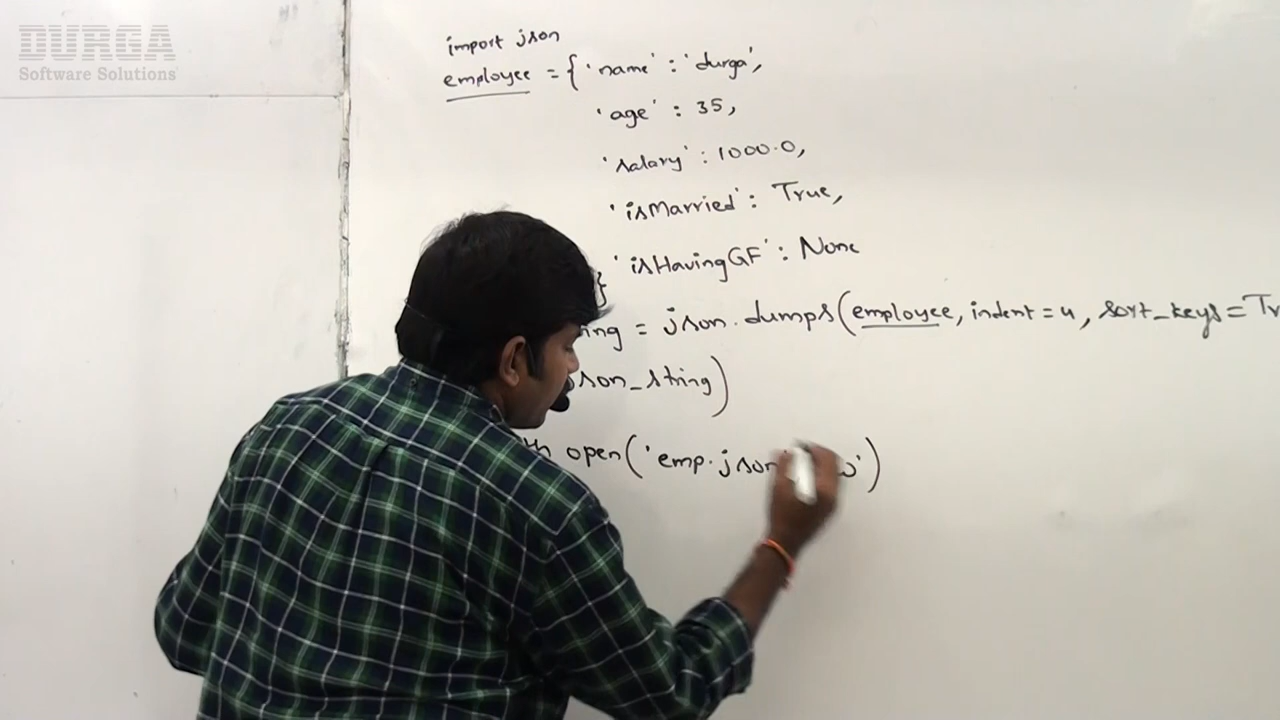 DURGA
Software Solutions
import json
employee = { 'name' : 'durga',
'age' : 35,
'salary' : 1000.0,
'isMarried' : True,
'isHavingGF' : None
}
ing = json.dumps(employee, indent=4, sort_keys=Tr
son_string)
th open('emp.json', 'w')